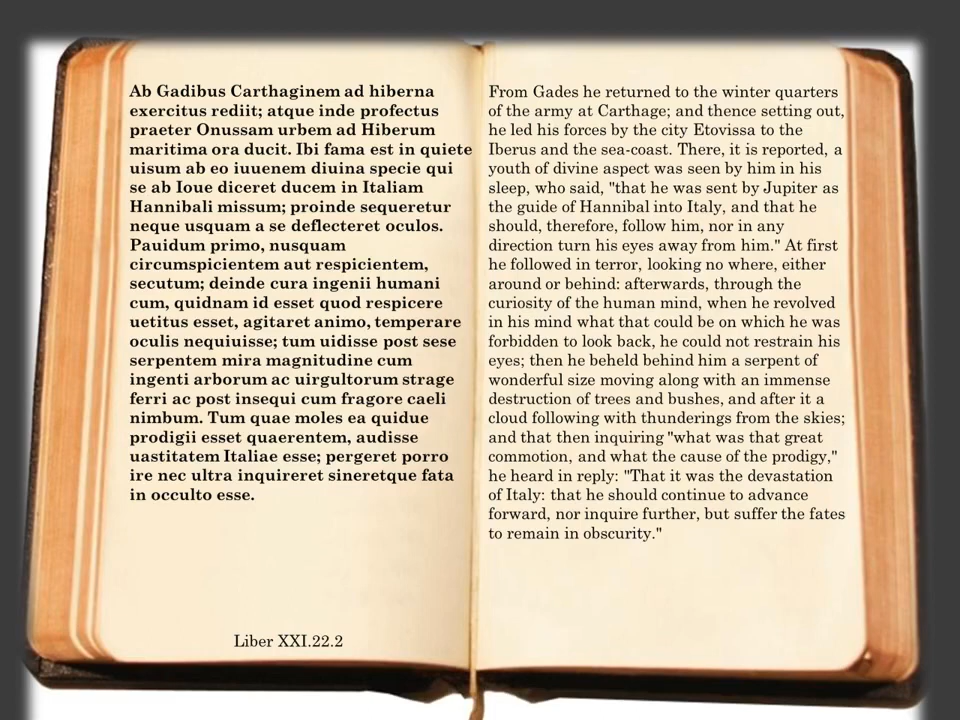 Ab Gadibus Carthaginem ad hiberna
exercitus rediit; atque inde profectus
praeter Onussam urbem ad Hiberum
maritima ora ducit. Ibi fama est in quiete
uisum ab eo iuuenem diuina specie qui
se ab Ioue diceret ducem in Italiam
Hannibali missum; proinde sequeretur
neque usquam a se deflecteret oculos.
Pauidum primo, nusquam
circumspicientem aut respicientem,
secutum; deinde cura ingenii humani
cum, quidnam id esset quod respicere
uetitus esset, agitaret animo, temperare
oculis nequiuisse; tum uidisse post sese
serpentem mira magnitudine cum
ingenti arborum ac uirgultorum strage
ferri ac post insequi cum fragore caeli
nimbum. Tum quae moles ea quidue
prodigii esset quaerentem, audisse
uastitatem Italiae esse; pergeret porro
ire nec ultra inquireret sineretque fata
in occulto esse.
Liber XXI.22.2
From Gades he returned to the winter quarters
of the army at Carthage; and thence setting out,
he led his forces by the city Etovissa to the
Iberus and the sea-coast. There, it is reported, a
youth of divine aspect was seen by him in his
sleep, who said, "that he was sent by Jupiter as
the guide of Hannibal into Italy, and that he
should, therefore, follow him, nor in any
direction turn his eyes away from him." At first
he followed in terror, looking no where, either
around or behind: afterwards, through the
curiosity of the human mind, when he revolved
in his mind what that could be on which he was
forbidden to look back, he could not restrain his
eyes; then he beheld behind him a serpent of
wonderful size moving along with an immense
destruction of trees and bushes, and after it a
cloud following with thunderings from the skies;
and that then inquiring "what was that great
commotion, and what the cause of the prodigy,"
he heard in reply: "That it was the devastation
of Italy: that he should continue to advance
forward, nor inquire further, but suffer the fates
to remain in obscurity."